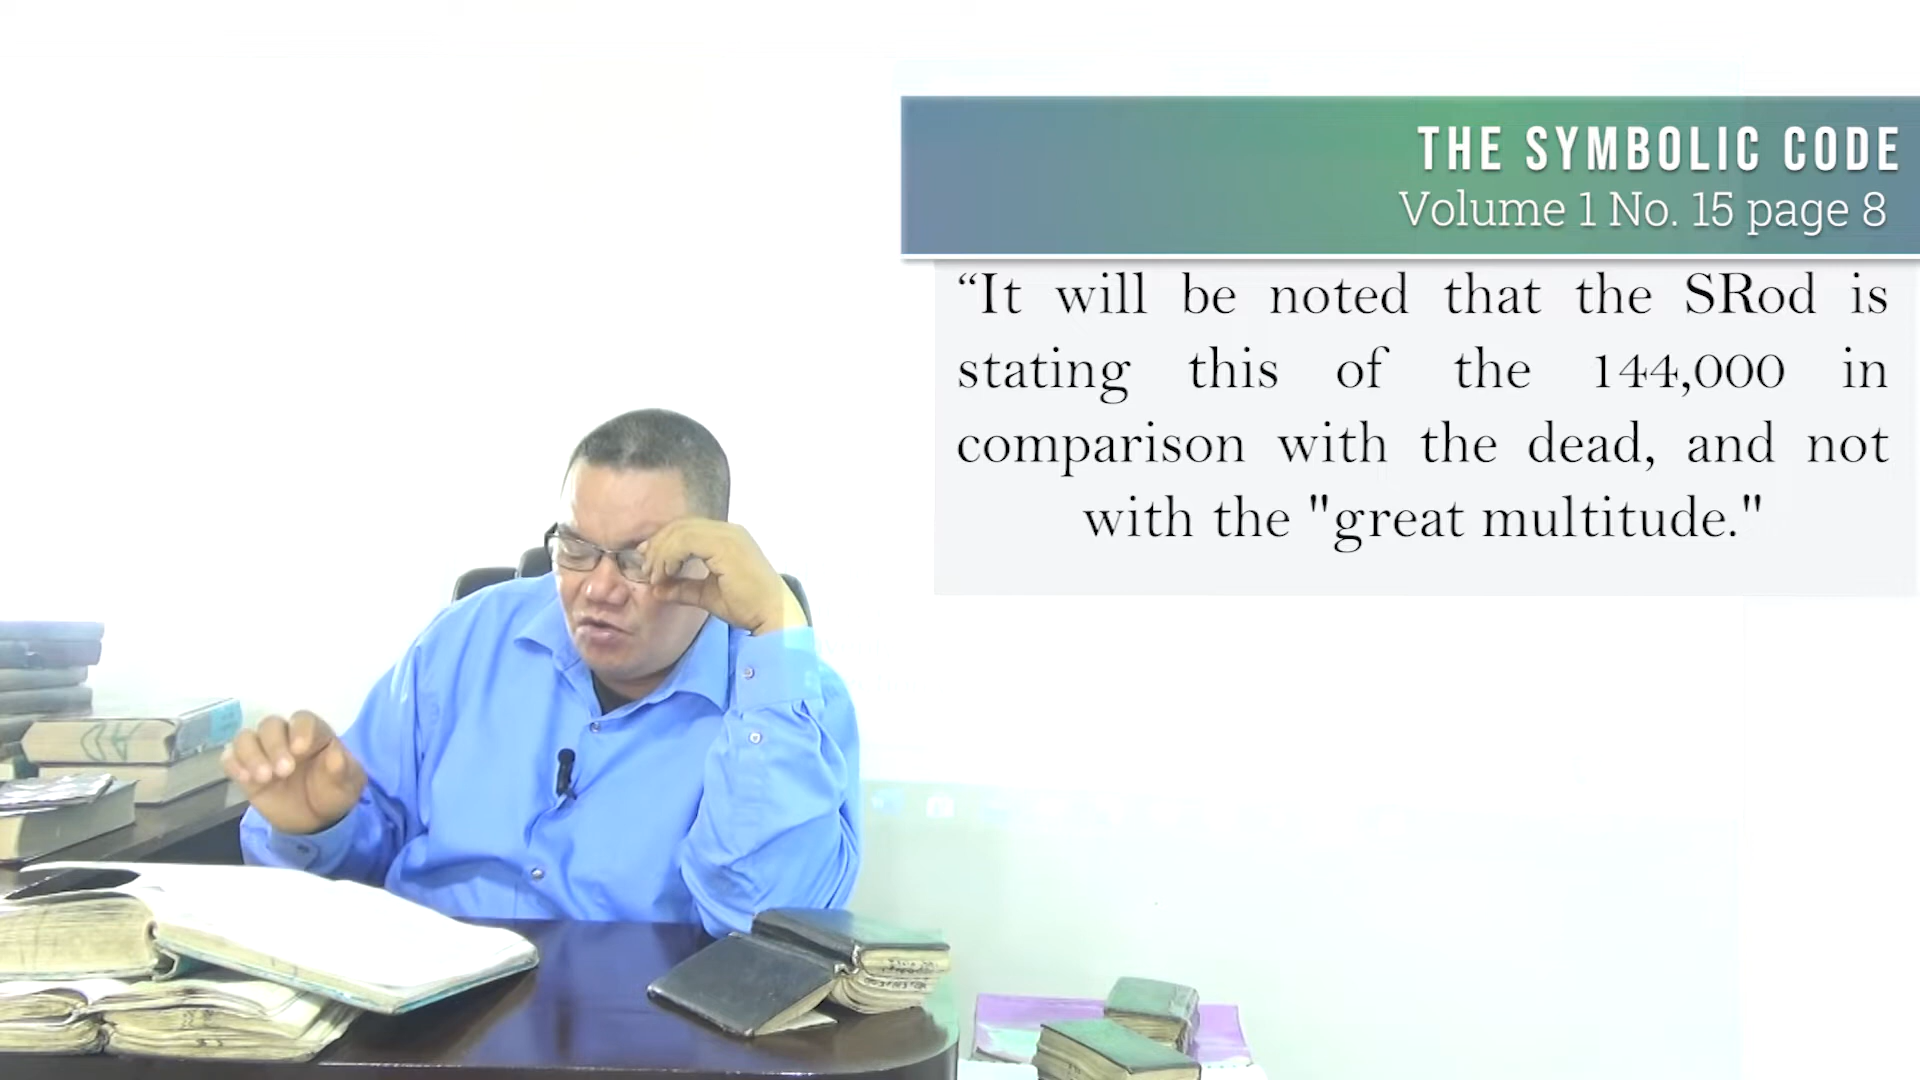 THE SYMBOLIC CODE
Volume 1 No. 15 page 8
“It will be noted that the SRod is
stating this of the 144,000 in
comparison with the dead, and not
with the "great multitude."